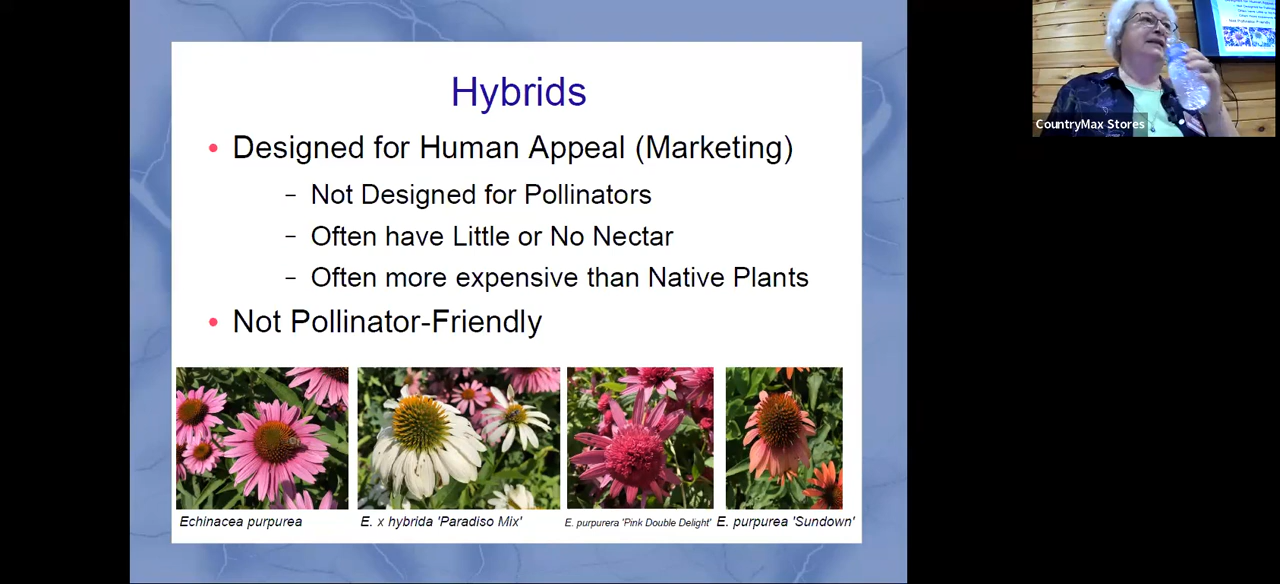 Hybrids
• Designed for Human Appeal (Marketing)
– Not Designed for Pollinators
– Often have Little or No Nectar
– Often more expensive than Native Plants
• Not Pollinator-Friendly
Echinacea purpurea
E. x hybrida 'Paradiso Mix'
E. purpurera 'Pink Double Delight'
E. purpurea 'Sundown'
CountryMax Stores